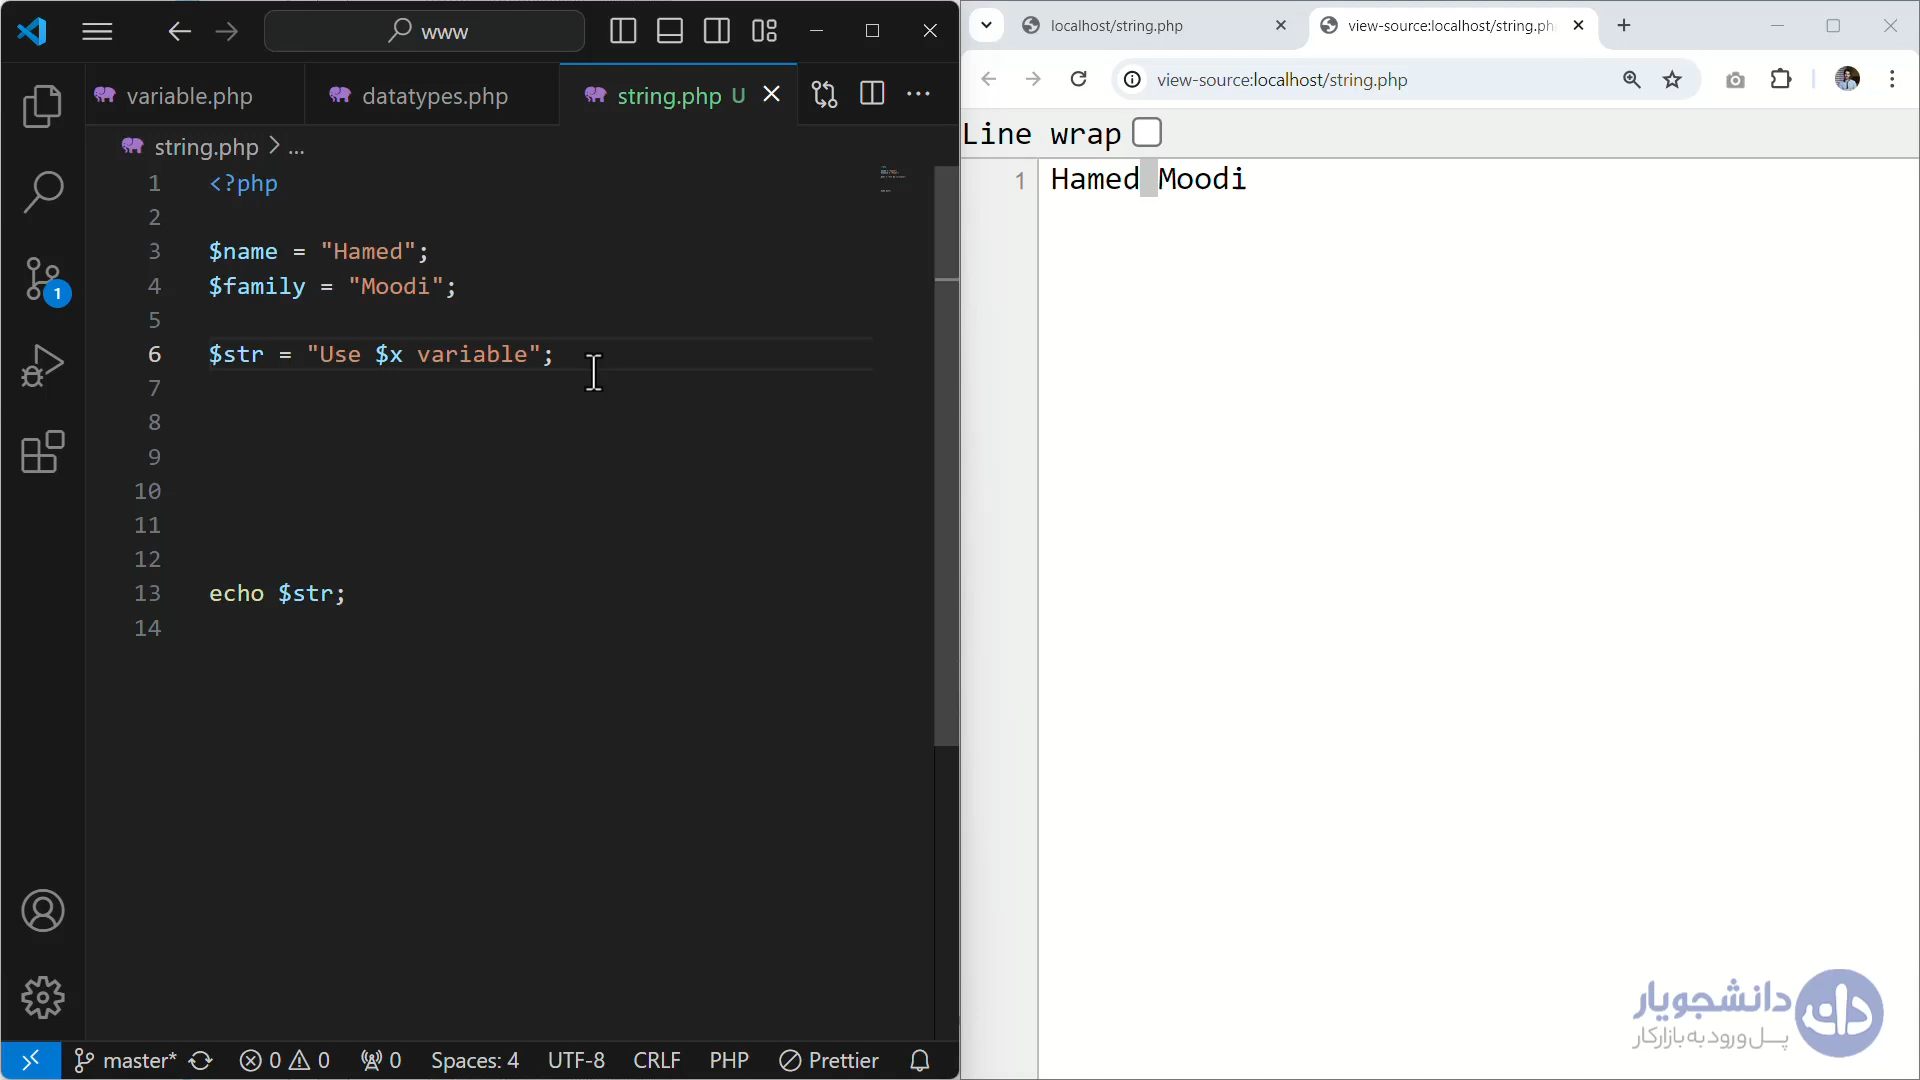 www
variable.php
datatypes.php
string.php U
string.php > ...
1 <?php
2
3 $name = "Hamed";
4 $family = "Moodi";
5
6 $str = "Use $x variable";
7
8
9
10
11
12
13 echo $str;
14
1
master*
0 0
0
Spaces: 4
UTF-8
CRLF
PHP
Prettier
localhost/string.php
view-source:localhost/string.ph
view-source:localhost/string.php
Line wrap
1 Hamed Moodi
دانشجویار
پل ورود به بازار کار